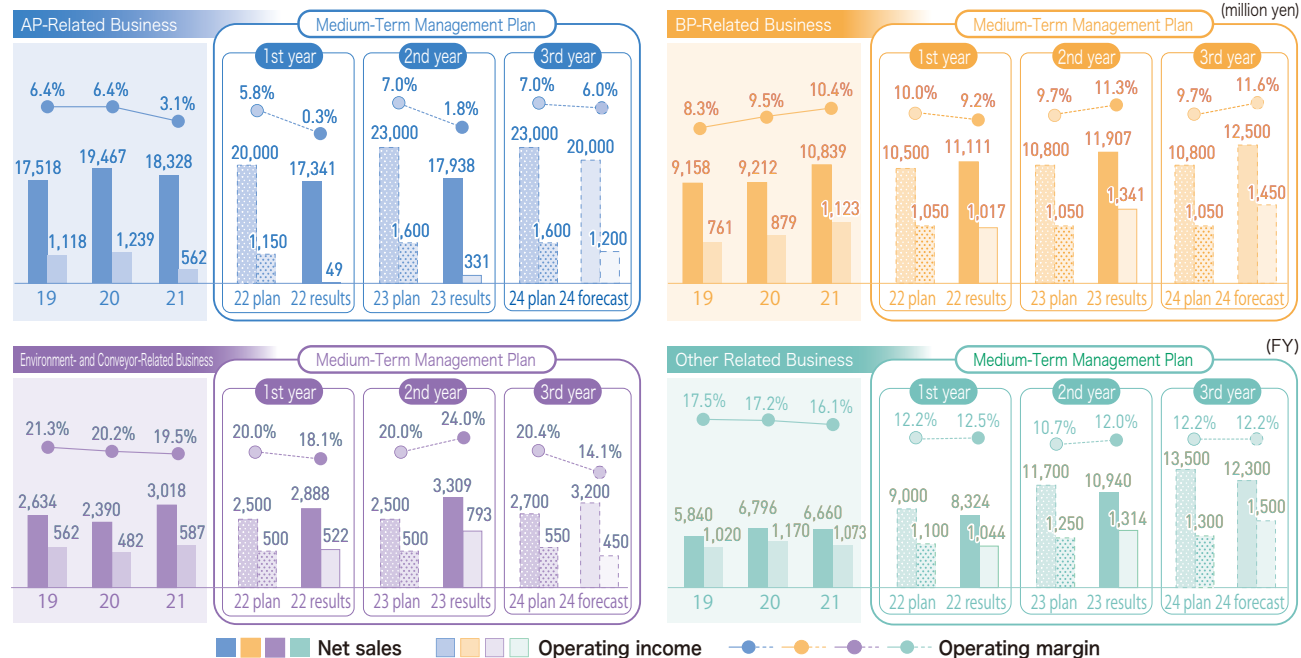 (million yen)
AP-Related Business
Medium-Term Management Plan
1st year
2nd year
3rd year
6.4%
6.4%
3.1%
5.8%
0.3%
7.0%
1.8%
7.0%
6.0%
17,518
1,118
19,467
1,239
18,328
562
20,000
1,150
17,341
49
23,000
1,600
17,938
331
23,000
1,600
20,000
1,200
19
20
21
22 plan
22 results
23 plan
23 results
24 plan
24 forecast
BP-Related Business
Medium-Term Management Plan
1st year
2nd year
3rd year
8.3%
9.5%
10.4%
10.0%
9.2%
9.7%
11.3%
9.7%
11.6%
9,158
761
9,212
879
10,839
1,123
10,500
1,050
11,111
1,017
10,800
1,050
11,907
1,341
10,800
1,050
12,500
1,450
19
20
21
22 plan
22 results
23 plan
23 results
24 plan
24 forecast
Environment- and Conveyor-Related Business
Medium-Term Management Plan
1st year
2nd year
3rd year
21.3%
20.2%
19.5%
20.0%
18.1%
20.0%
24.0%
20.4%
14.1%
2,634
562
2,390
482
3,018
587
2,500
500
2,888
522
2,500
500
3,309
793
2,700
550
3,200
450
19
20
21
22 plan
22 results
23 plan
23 results
24 plan
24 forecast
(FY)
Other Related Business
Medium-Term Management Plan
1st year
2nd year
3rd year
17.5%
17.2%
16.1%
12.2%
12.5%
10.7%
12.0%
12.2%
12.2%
5,840
1,020
6,796
1,170
6,660
1,073
9,000
1,100
8,324
1,044
11,700
1,250
10,940
1,314
13,500
1,300
12,300
1,500
19
20
21
22 plan
22 results
23 plan
23 results
24 plan
24 forecast
Net sales
Operating income
Operating margin